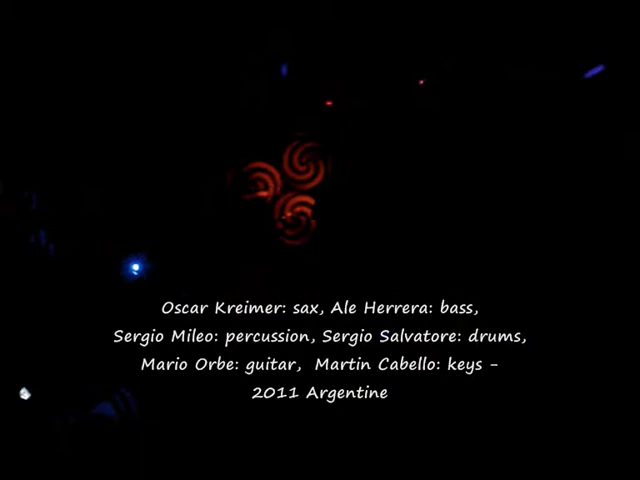 Oscar Kreimer: sax, Ale Herrera: bass,
Sergio Mileo: percussion, Sergio Salvatore: drums,
Mario Orbe: guitar,  Martin Cabello: keys -
2011 Argentine